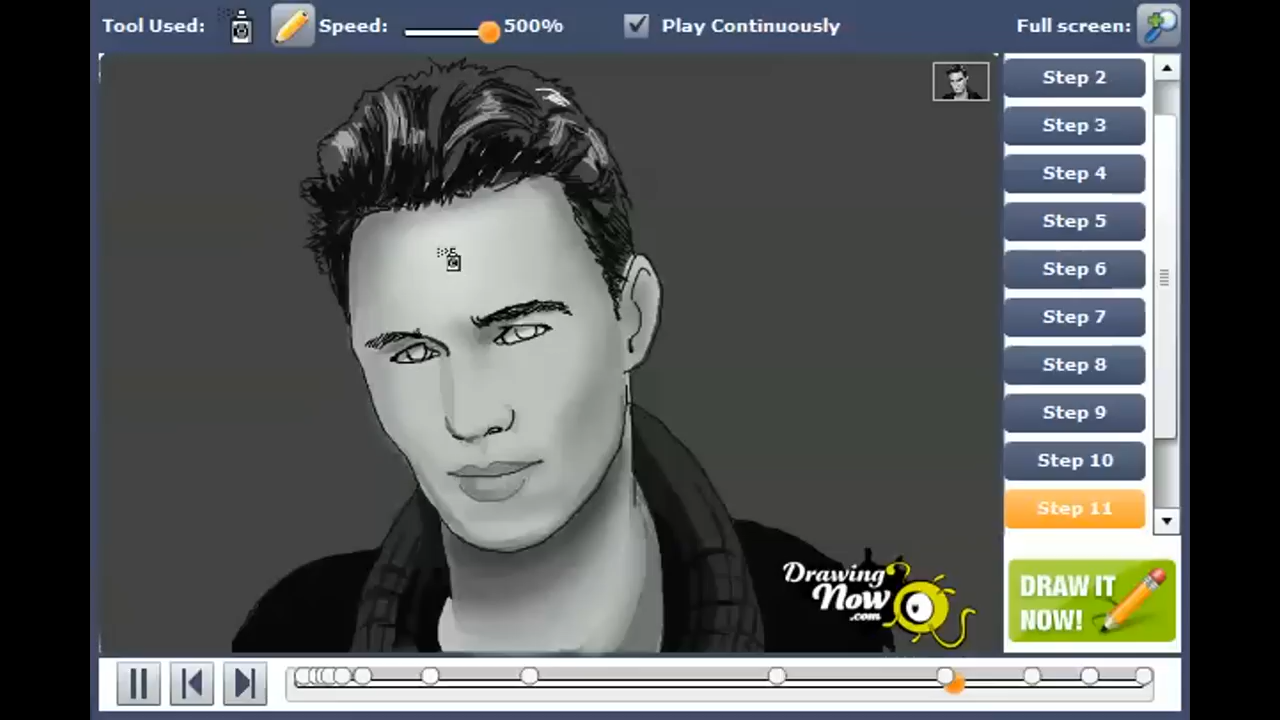 Tool Used:
Speed:
500%
Play Continuously
Full screen:
Step 2
Step 3
Step 4
Step 5
Step 6
Step 7
Step 8
Step 9
Step 10
Step 11
Drawing
Now
.com
DRAW IT
NOW!